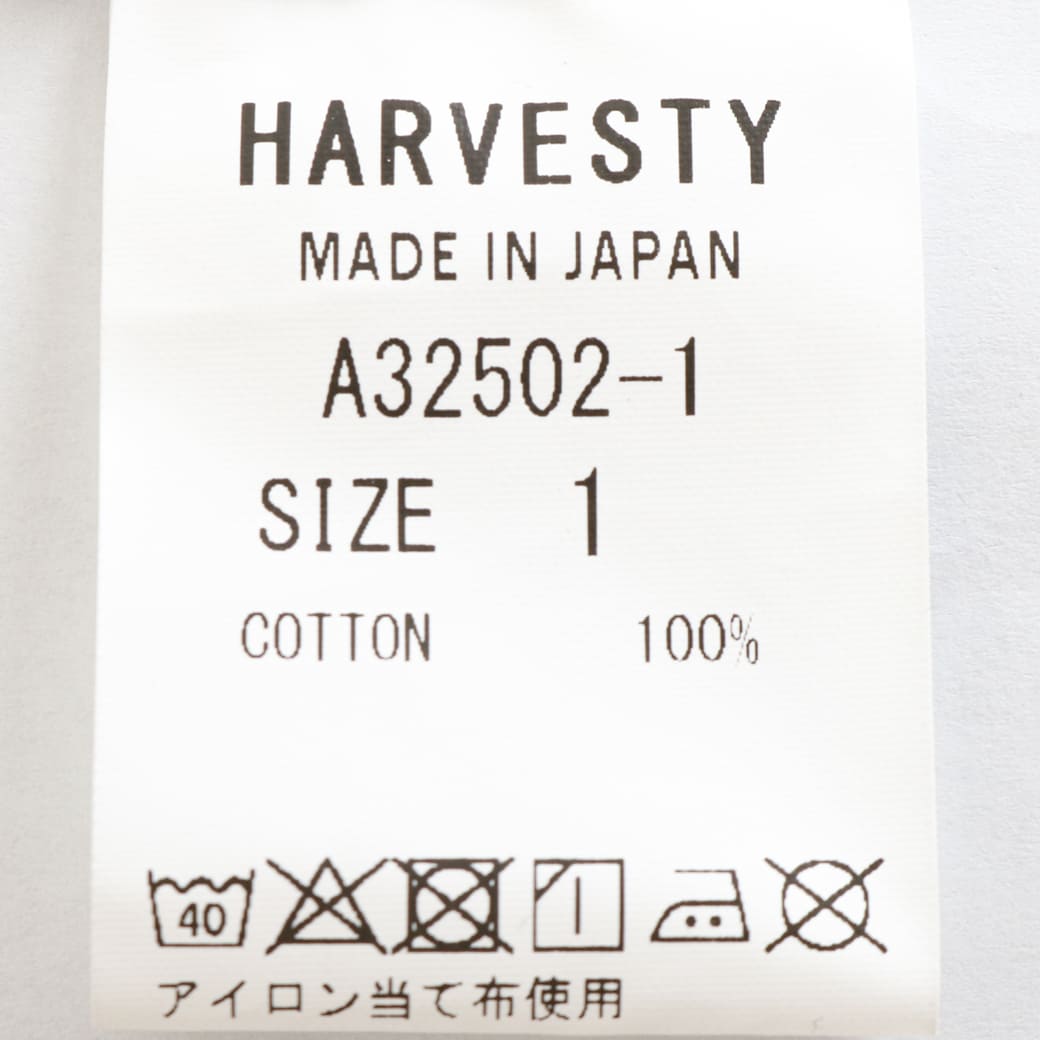 HARVESTY
MADE IN JAPAN
A32502-1
SIZE 1
COTTON 100%
40
アイロン当て布使用